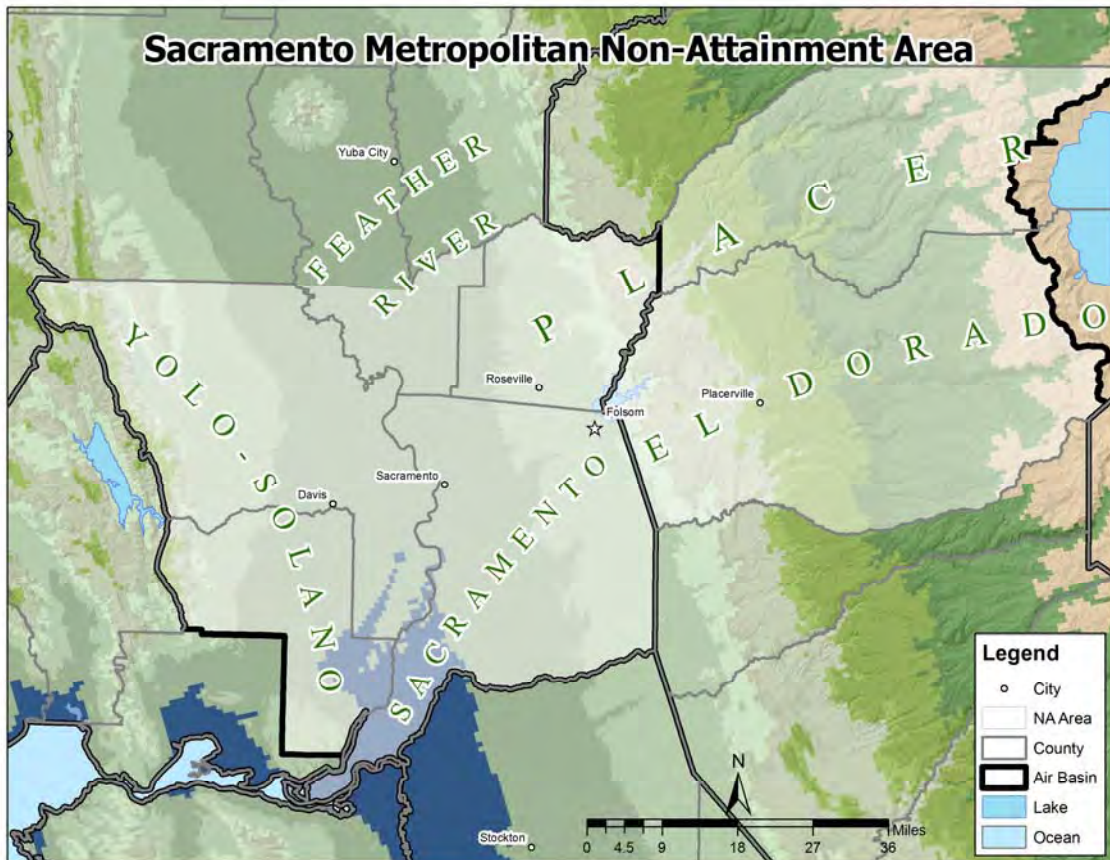 Sacramento Metropolitan Non-Attainment Area
Yuba City
FEATHER
RIVER
PLACER
YOLO-SOLANO
Roseville
Placerville
Folsom
EL DORADO
Sacramento
Davis
SACRAMENTO
Stockton
N
Miles
0 4.5 9 18 27 36
Legend
City
NA Area
County
Air Basin
Lake
Ocean